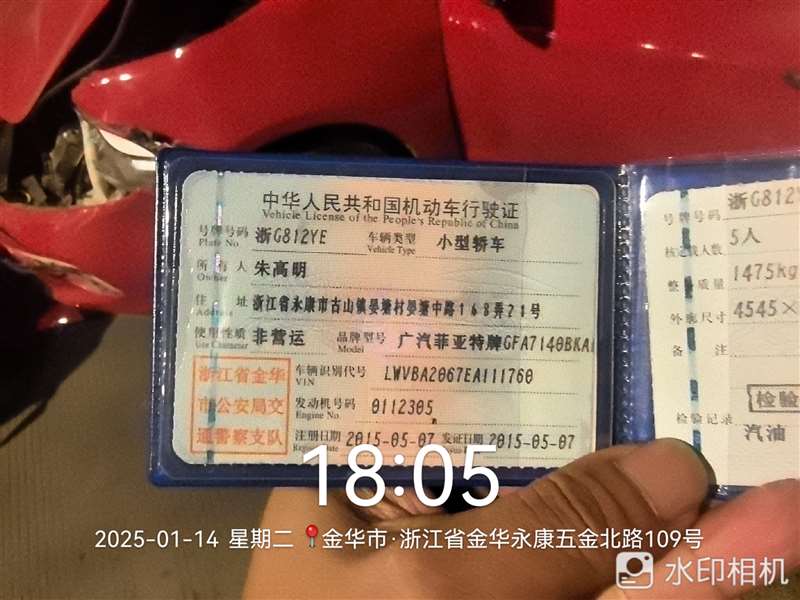 中华人民共和国机动车行驶证
Vehicle License of the People's Republic of China
号牌号码 浙G812YE 车辆类型 小型轿车
Plate No Vehicle Type
所有人 朱高明
Owner
住址 浙江省永康市古山镇晏塘村晏塘中路168弄21号
Address
使用性质 非营运 品牌型号 广汽菲亚特牌GFA7140BKA
Use Character Model
浙江省金华
市公安局交
通警察支队
车辆识别代号 LWVBA2067EA111760
VIN
发动机号码 0112305
Engine No
注册日期 2015-05-07 发证日期 2015-05-07
号牌号码 浙G812Y
核定载人数 5人
整备质量 1475kg
外廓尺寸 4545×
备注
检验
检验记录
汽油
18:05
2025-01-14 星期二 金华市·浙江省金华永康五金北路109号
水印相机